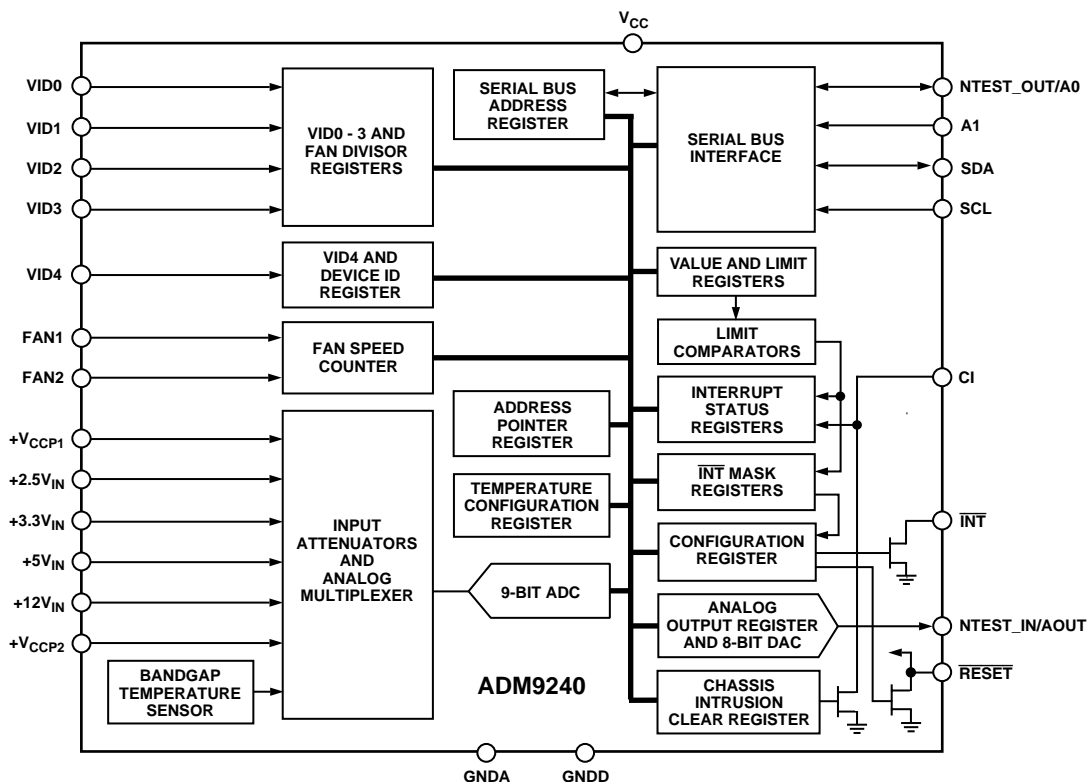 VCC
VID0
VID1
VID2
VID3
VID4
FAN1
FAN2
+VCCP1
+2.5VIN
+3.3VIN
+5VIN
+12VIN
+VCCP2
VID0 - 3 AND
FAN DIVISOR
REGISTERS
VID4 AND
DEVICE ID
REGISTER
FAN SPEED
COUNTER
INPUT
ATTENUATORS
AND
ANALOG
MULTIPLEXER
BANDGAP
TEMPERATURE
SENSOR
SERIAL BUS
ADDRESS
REGISTER
ADDRESS
POINTER
REGISTER
TEMPERATURE
CONFIGURATION
REGISTER
9-BIT ADC
ADM9240
SERIAL BUS
INTERFACE
VALUE AND LIMIT
REGISTERS
LIMIT
COMPARATORS
INTERRUPT
STATUS
REGISTERS
INT MASK
REGISTERS
CONFIGURATION
REGISTER
ANALOG
OUTPUT REGISTER
AND 8-BIT DAC
CHASSIS
INTRUSION
CLEAR REGISTER
NTEST_OUT/A0
A1
SDA
SCL
CI
INT
NTEST_IN/AOUT
RESET
GNDA
GNDD